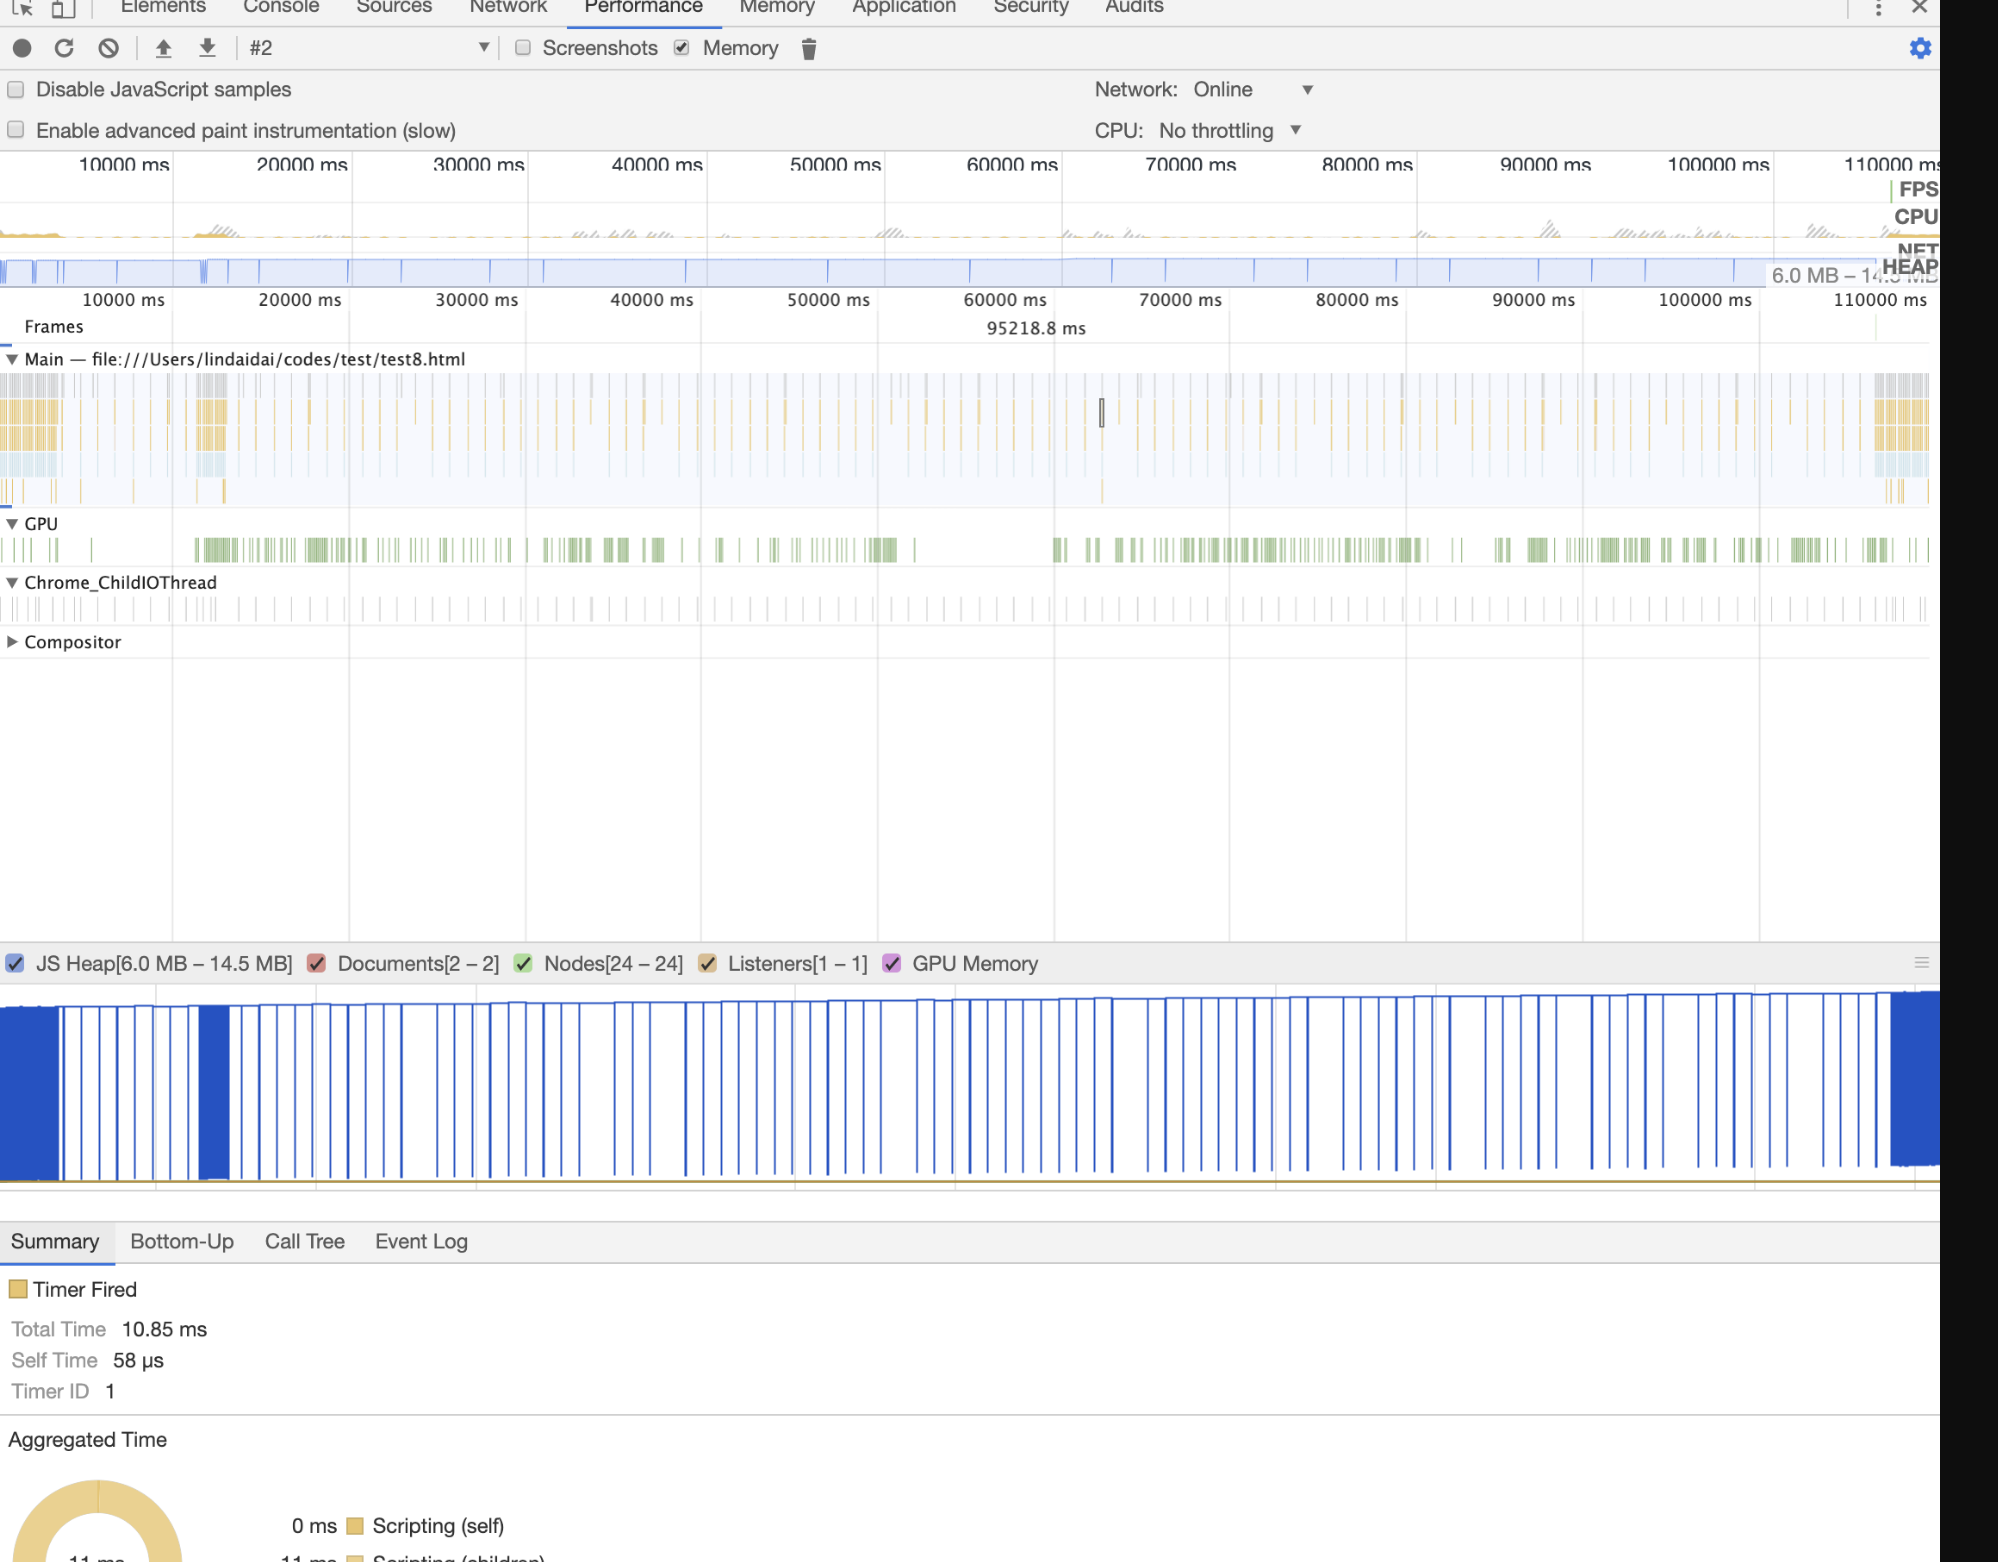 Elements Console Sources Network Performance Memory Application Security Audits
#2 Screenshots Memory
Disable JavaScript samples Network: Online
Enable advanced paint instrumentation (slow) CPU: No throttling
10000 ms 20000 ms 30000 ms 40000 ms 50000 ms 60000 ms 70000 ms 80000 ms 90000 ms 100000 ms 110000 ms
FPS
CPU
NET
HEAP
6.0 MB – 14.5 MB
10000 ms 20000 ms 30000 ms 40000 ms 50000 ms 60000 ms 70000 ms 80000 ms 90000 ms 100000 ms 110000 ms
Frames 95218.8 ms
Main — file:///Users/lindaidai/codes/test/test8.html
GPU
Chrome_ChildIOThread
Compositor
JS Heap[6.0 MB – 14.5 MB] Documents[2 – 2] Nodes[24 – 24] Listeners[1 – 1] GPU Memory
Summary Bottom-Up Call Tree Event Log
Timer Fired
Total Time 10.85 ms
Self Time 58 µs
Timer ID 1
Aggregated Time
0 ms Scripting (self)
11 ms 11 ms Scripting (children)